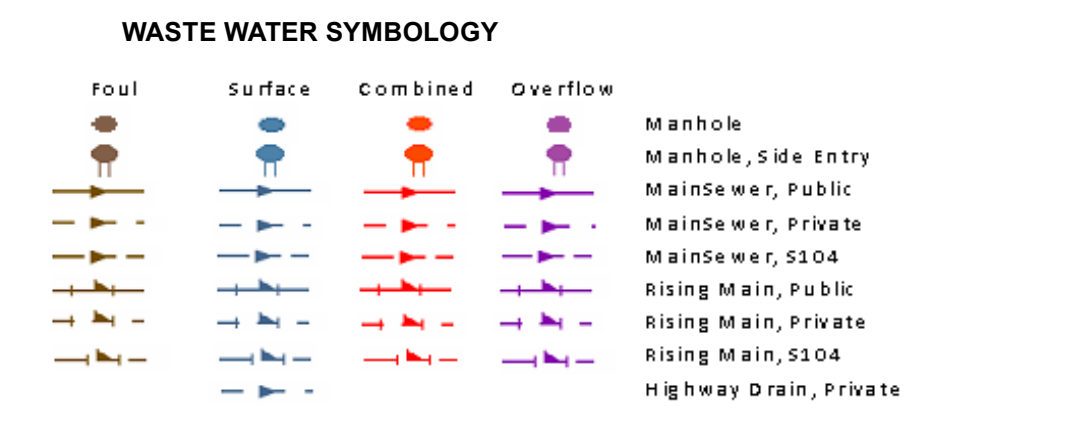 WASTE WATER SYMBOLOGY
Foul Surface Combined Overflow
Manhole
Manhole, Side Entry
MainSewer, Public
MainSewer, Private
MainSewer, S104
Rising Main, Public
Rising Main, Private
Rising Main, S104
Highway Drain, Private